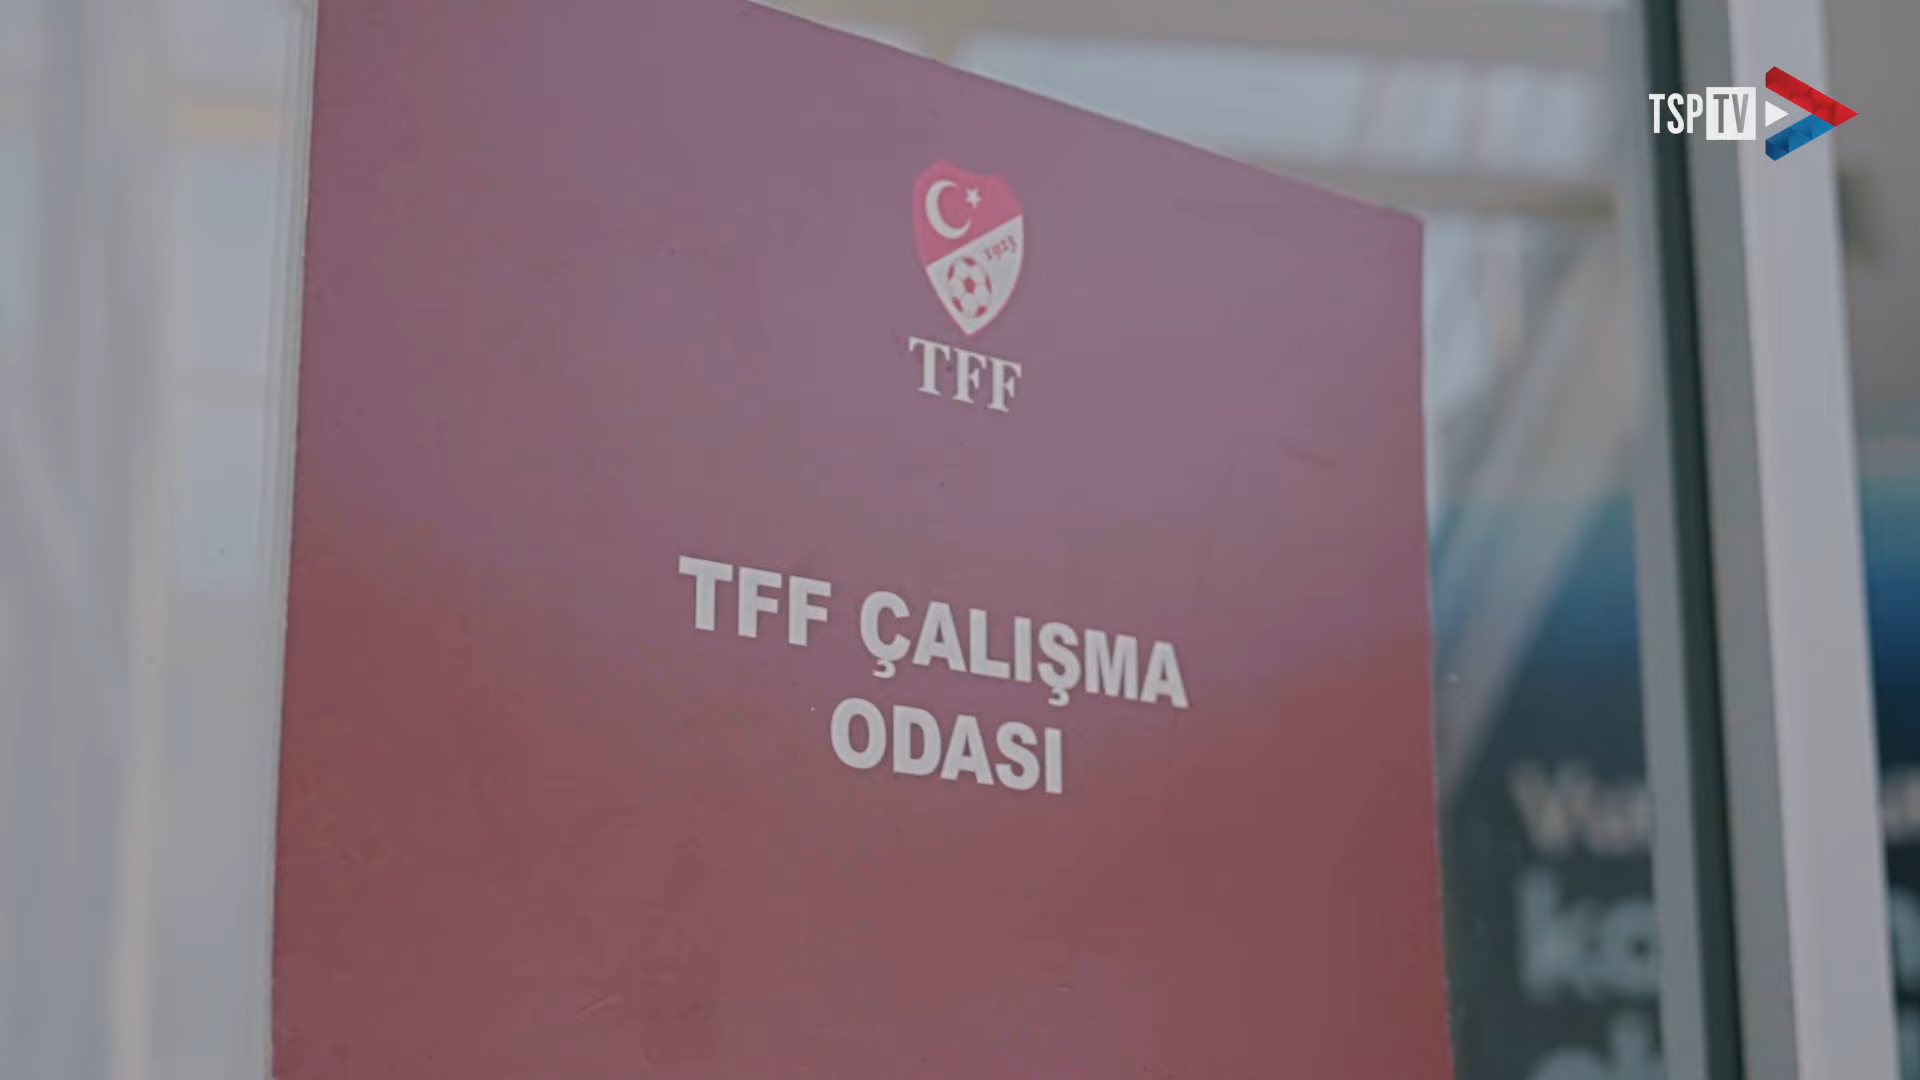 TSP TV
1923
TFF
TFF ÇALIŞMA
ODASI